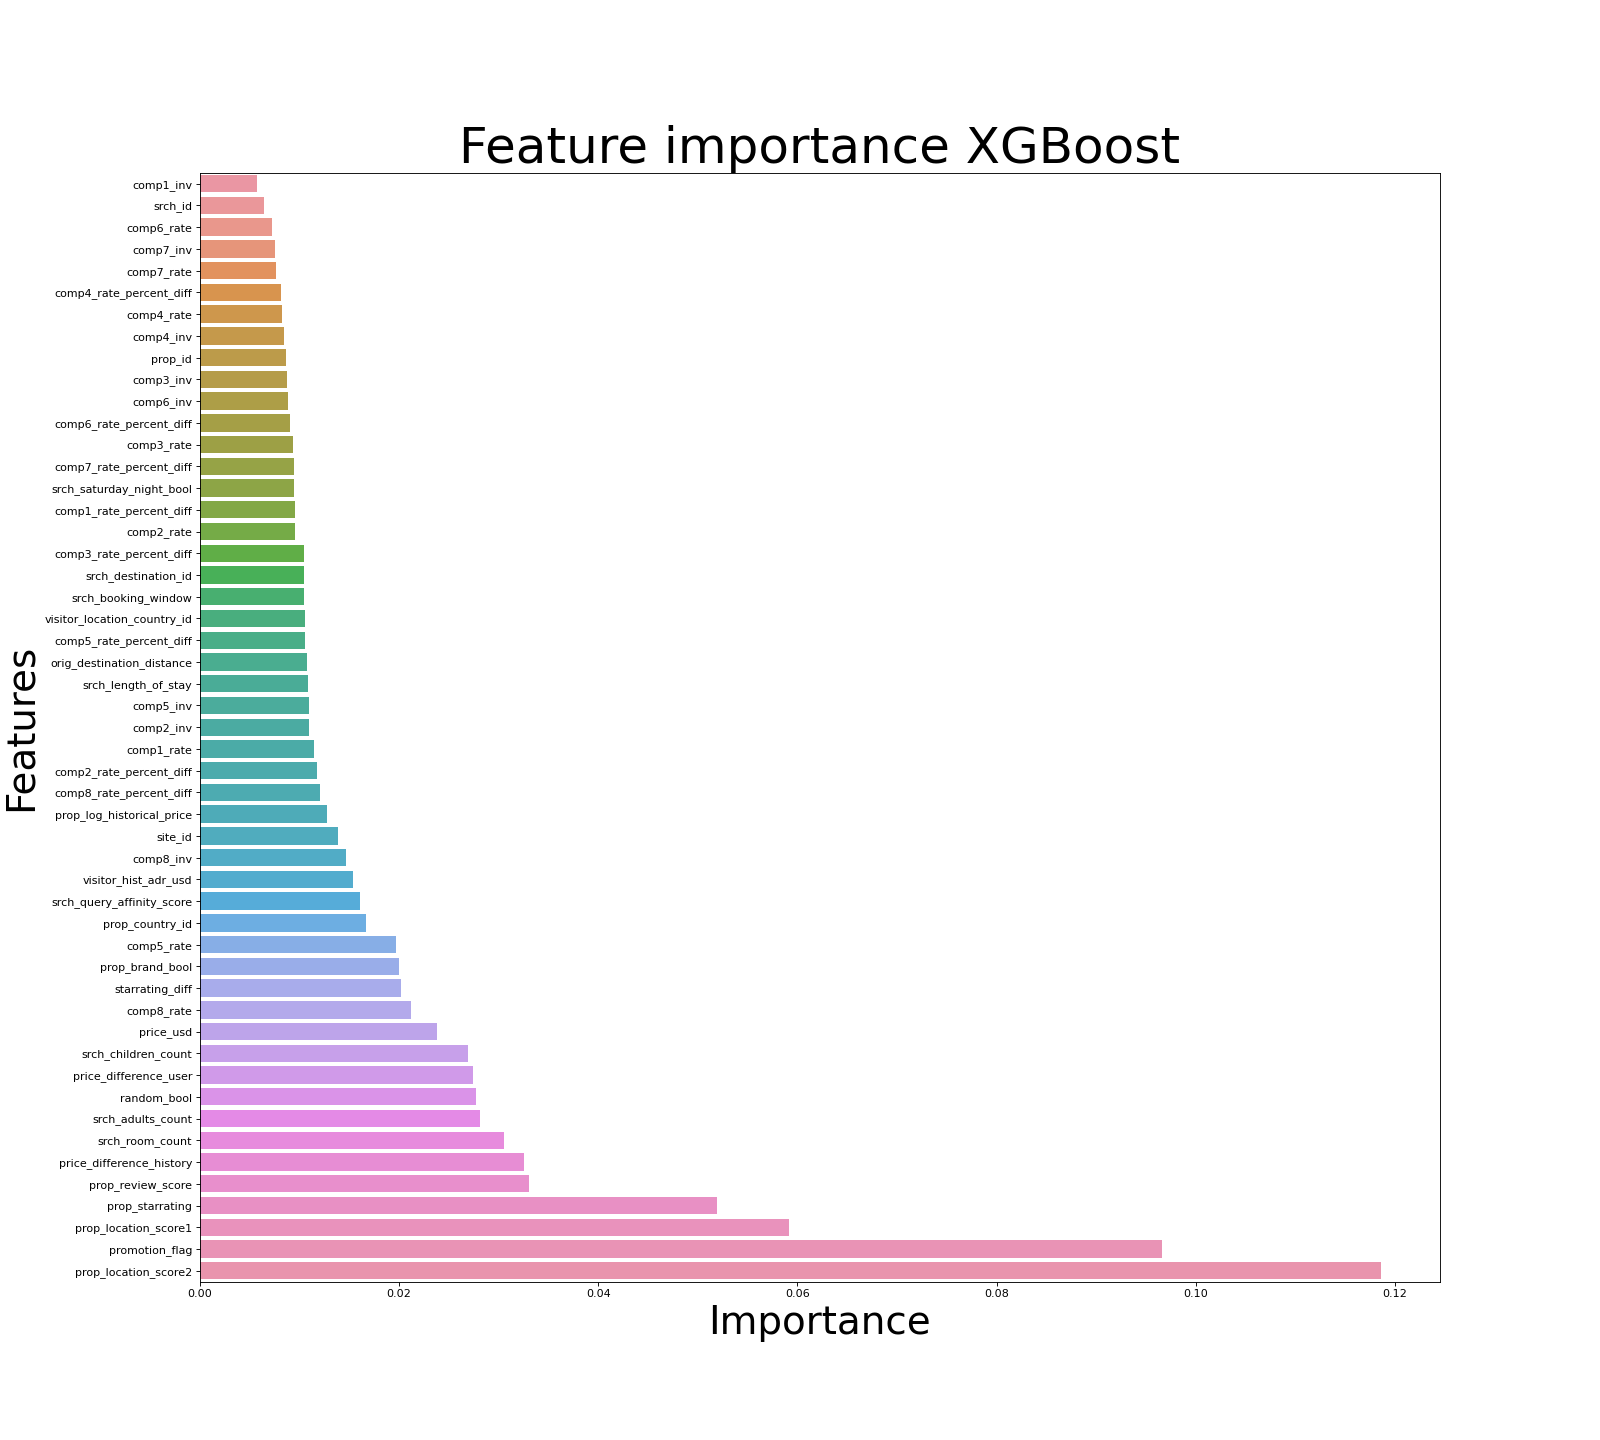 Feature importance XGBoost
comp1_inv
srch_id
comp6_rate
comp7_inv
comp7_rate
comp4_rate_percent_diff
comp4_rate
comp4_inv
prop_id
comp3_inv
comp6_inv
comp6_rate_percent_diff
comp3_rate
comp7_rate_percent_diff
srch_saturday_night_bool
comp1_rate_percent_diff
comp2_rate
comp3_rate_percent_diff
srch_destination_id
srch_booking_window
visitor_location_country_id
comp5_rate_percent_diff
orig_destination_distance
srch_length_of_stay
comp5_inv
comp2_inv
comp1_rate
comp2_rate_percent_diff
comp8_rate_percent_diff
prop_log_historical_price
site_id
comp8_inv
visitor_hist_adr_usd
srch_query_affinity_score
prop_country_id
comp5_rate
prop_brand_bool
starrating_diff
comp8_rate
price_usd
srch_children_count
price_difference_user
random_bool
srch_adults_count
srch_room_count
price_difference_history
prop_review_score
prop_starrating
prop_location_score1
promotion_flag
prop_location_score2
Features
0.00 0.02 0.04 0.06 0.08 0.10 0.12
Importance